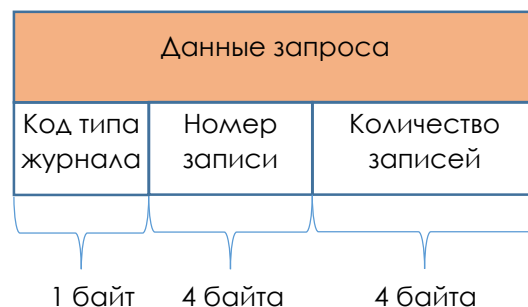 Данные запроса
Код типа журнала
Номер записи
Количество записей
1 байт
4 байта
4 байта